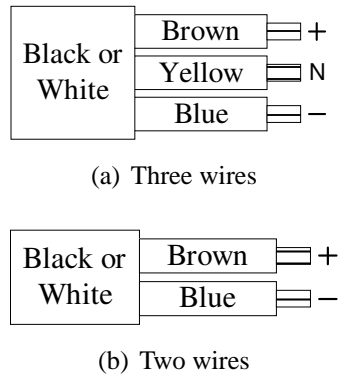 Brown +
Black or
White
Yellow N
Blue −
(a) Three wires
Brown +
Black or
White
Blue −
(b) Two wires